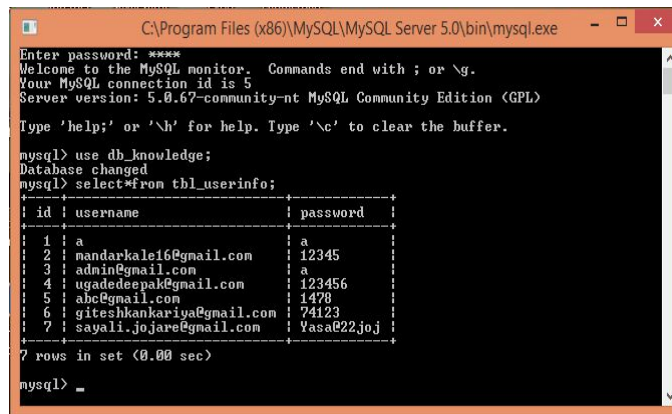 C:\Program Files (x86)\MySQL\MySQL Server 5.0\bin\mysql.exe
Enter password: ****
Welcome to the MySQL monitor.  Commands end with ; or \g.
Your MySQL connection id is 5
Server version: 5.0.67-community-nt MySQL Community Edition (GPL)
Type 'help;' or '\h' for help. Type '\c' to clear the buffer.
mysql> use db_knowledge;
Database changed
mysql> select*from tbl_userinfo;
+----+---------------------------+------------+
| id | username                  | password   |
+----+---------------------------+------------+
|  1 | a                         | a          |
|  2 | mandarkale16@gmail.com    | 12345      |
|  3 | admin@gmail.com           | a          |
|  4 | ugadedeepak@gmail.com     | 123456     |
|  5 | abc@gmail.com             | 1478       |
|  6 | giteshkankariya@gmail.com | 74123      |
|  7 | sayali.jojare@gmail.com   | Yasa@22joj |
+----+---------------------------+------------+
7 rows in set (0.00 sec)
mysql> _